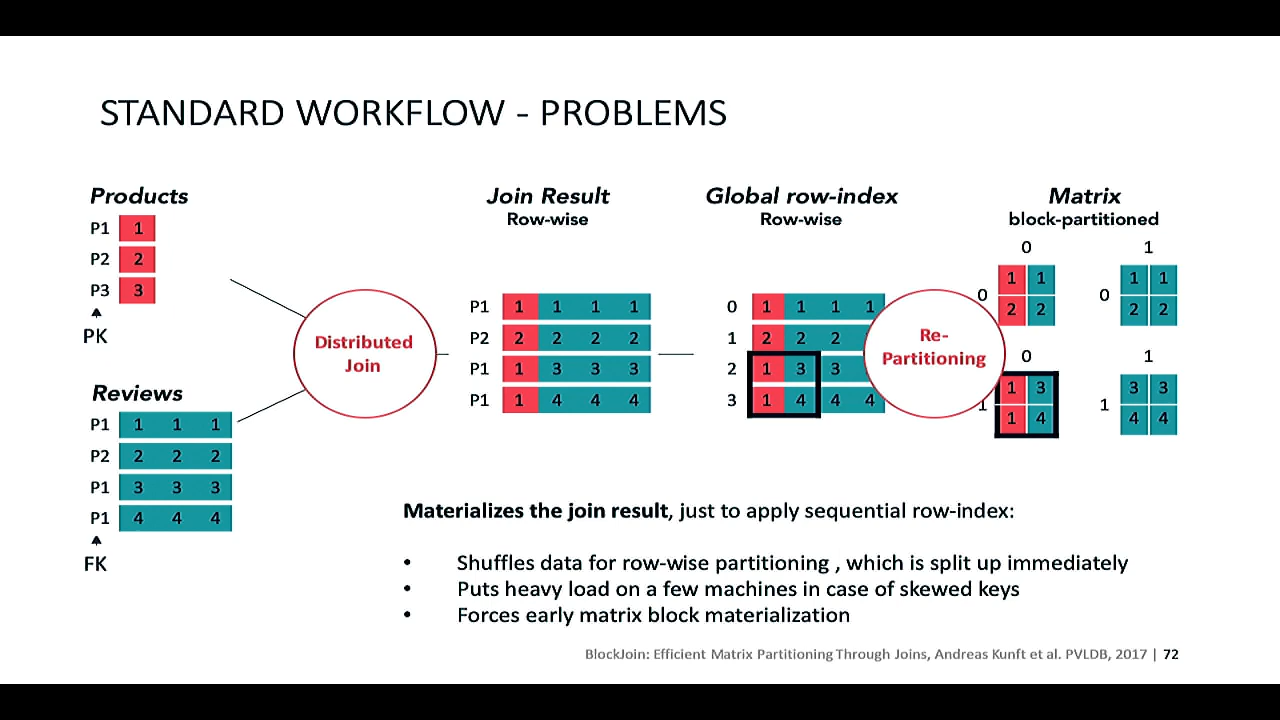 STANDARD WORKFLOW - PROBLEMS
Products
P1 1
P2 2
P3 3
PK
Reviews
P1 1 1 1
P2 2 2 2
P1 3 3 3
P1 4 4 4
FK
Distributed
Join
Join Result
Row-wise
P1 1 1 1 1
P2 2 2 2 2
P1 1 3 3 3
P1 1 4 4 4
Global row-index
Row-wise
0 1 1 1 1
1 2 2 2
2 1 3 3
3 1 4 4 4
Re-
Partitioning
Matrix
block-partitioned
0 1
1 1 1 1
0 0
2 2 2 2
0 1
1 3 3 3
1 1
1 4 4 4
Materializes the join result, just to apply sequential row-index:
• Shuffles data for row-wise partitioning , which is split up immediately
• Puts heavy load on a few machines in case of skewed keys
• Forces early matrix block materialization
BlockJoin: Efficient Matrix Partitioning Through Joins, Andreas Kunft et al. PVLDB, 2017 | 72